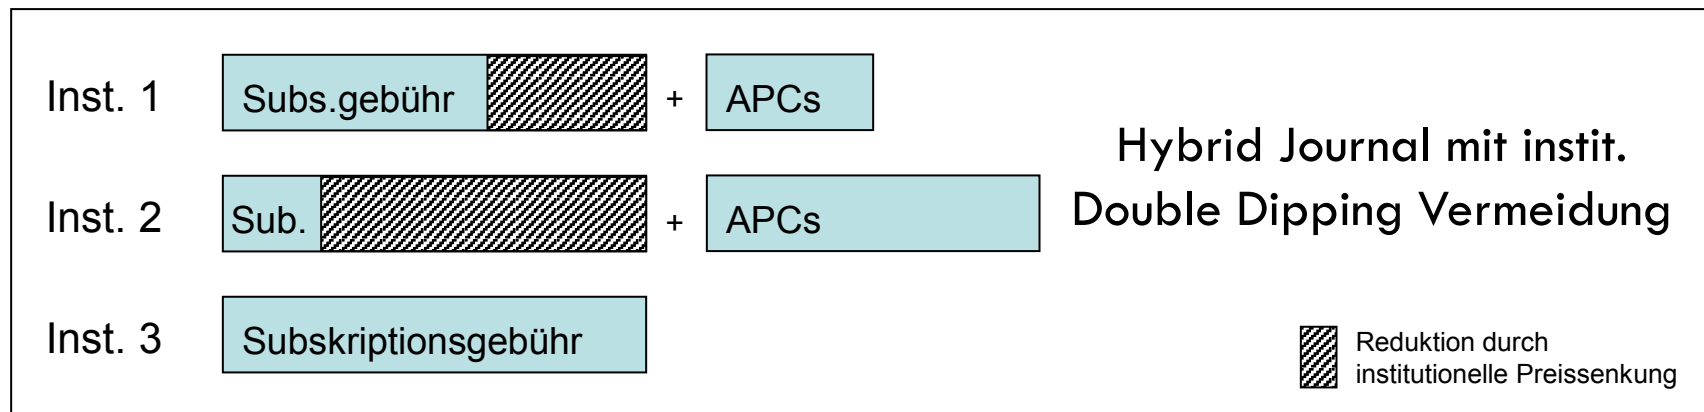 Inst. 1
Subs.gebühr
+
APCs
Hybrid Journal mit instit.
Double Dipping Vermeidung
Inst. 2
Sub.
+
APCs
Inst. 3
Subskriptionsgebühr
Reduktion durch
institutionelle Preissenkung